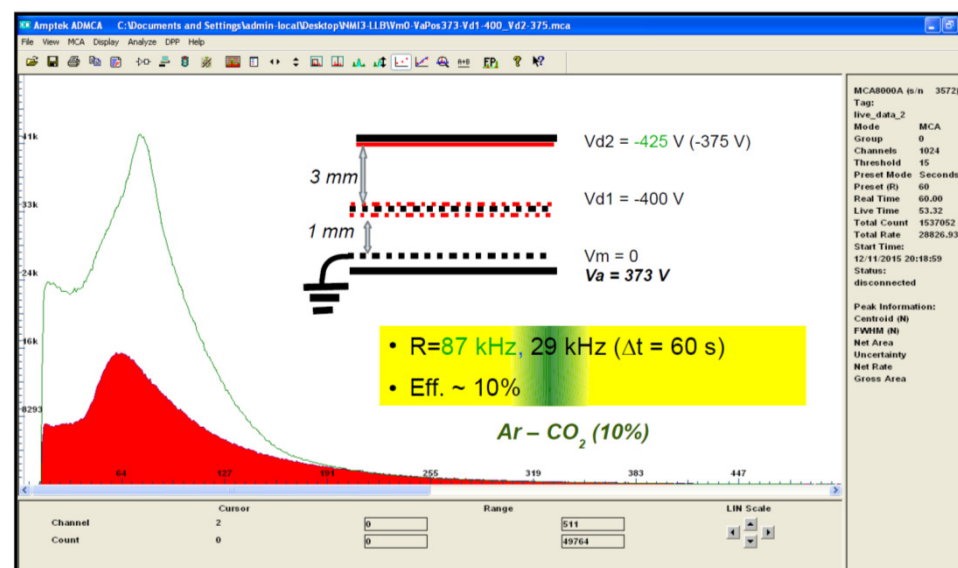 Amptek ADMCA C:\Documents and Settings\admin-local\Desktop\NMI3-LLB\Vm0-VaPos373-Vd1-400_Vd2-375.mca
File View MCA Display Analyze DPP Help
41k
33k
24k
16k
8293
64 127 191 255 319 383 447
Vd2 = -425 V (-375 V)
3 mm
Vd1 = -400 V
1 mm
Vm = 0
Va = 373 V
• R=87 kHz, 29 kHz (Δt = 60 s)
• Eff. ~ 10%
Ar – CO2 (10%)
MCA8000A (s/n 3572)
Tag:
live_data_2
Mode MCA
Group 0
Channels 1024
Threshold 15
Preset Mode Seconds
Preset (R) 60
Real Time 60.00
Live Time 53.32
Total Count 1537052
Total Rate 28826.93
Start Time:
12/11/2015 20:18:59
Status:
disconnected
Peak Information:
Centroid (N)
FWHM (N)
Net Area
Uncertainty
Net Rate
Gross Area
Cursor Range LIN Scale
Channel 2 0 511
Count 0 0 49764